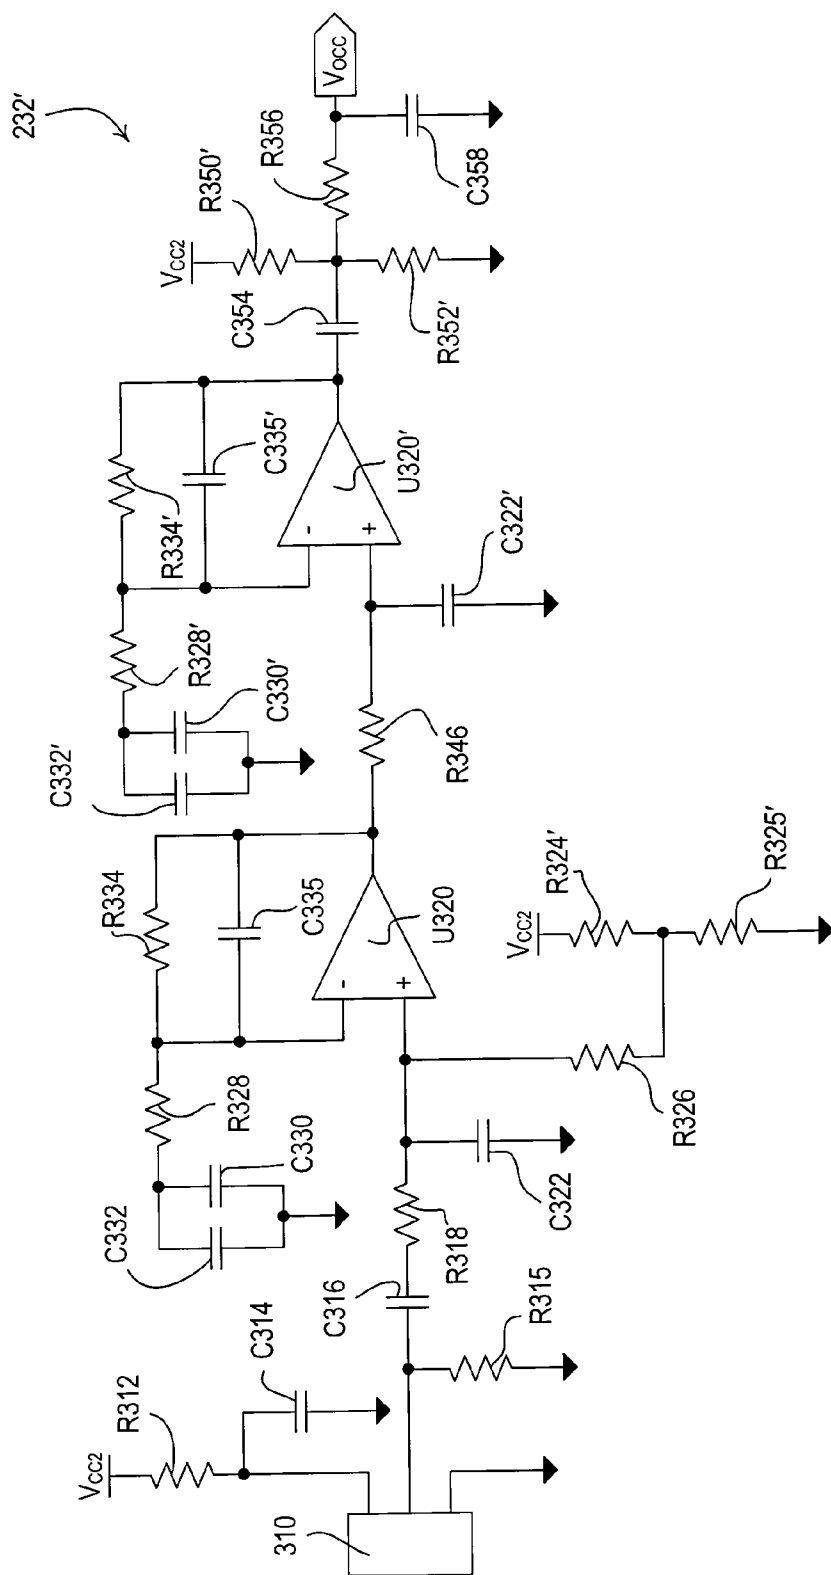 232'
VCC2
R312
C314
310
R315
C316
R318
C322
C332
C330
R328
R334
C335
-
+
U320
R326
VCC2
R324'
R325'
R346
C332'
C330'
R328'
R334'
C335'
-
+
U320'
C322'
C354
VCC2
R350'
R352'
R356
C358
VOCC